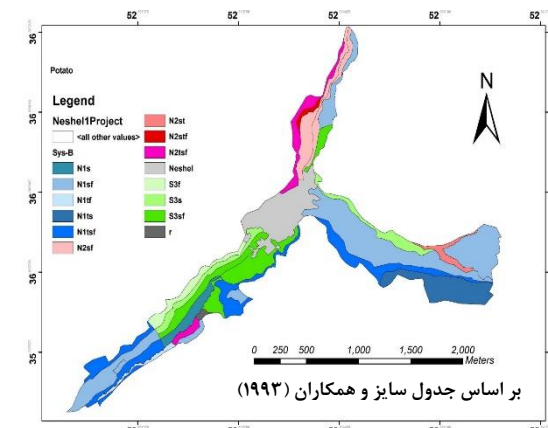 52 52 52 52 52
36
36
36
36
35
Potato
Legend
Neshel1Project
<all other values>
Sys-B
N1s
N1sf
N1tf
N1ts
N1tsf
N2sf
N2st
N2stf
N2tsf
Neshel
S3f
S3s
S3sf
r
N
0 250 500 1,000 1,500 2,000
Meters
بر اساس جدول سایز و همکاران (۱۹۹۳)